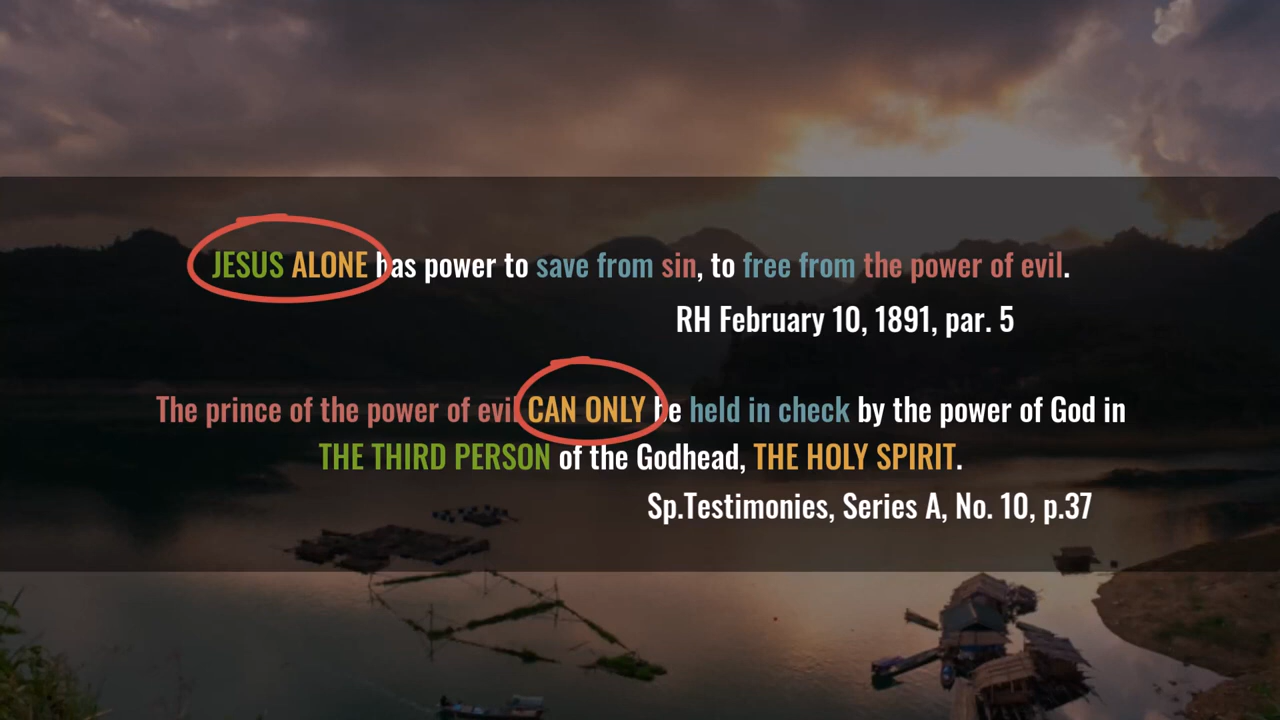 JESUS ALONE has power to save from sin, to free from the power of evil.
RH February 10, 1891, par. 5
The prince of the power of evil CAN ONLY be held in check by the power of God in
THE THIRD PERSON of the Godhead, THE HOLY SPIRIT.
Sp.Testimonies, Series A, No. 10, p.37